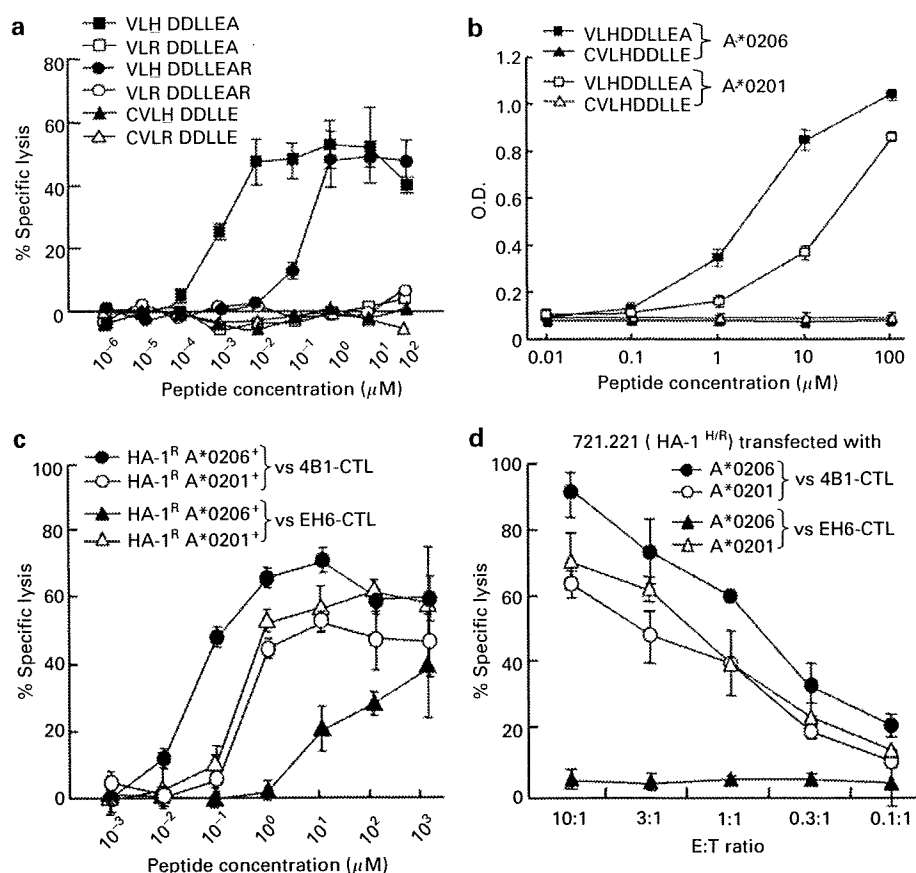 a
VLH DDLLEA
VLR DDLLEA
VLH DDLLEAR
VLR DDLLEAR
CVLH DDLLE
CVLR DDLLE
% Specific lysis
80
60
40
20
0
10⁻⁶ 10⁻⁵ 10⁻⁴ 10⁻³ 10⁻² 10⁻¹ 10⁰ 10¹ 10²
Peptide concentration (μM)
b
VLHDDLLEA
CVLHDDLLE
A*0206
VLHDDLLEA
CVLHDDLLE
A*0201
O.D.
1.2
1.0
0.8
0.6
0.4
0.2
0
0.01 0.1 1 10 100
Peptide concentration (μM)
c
HA-1ᴿ A*0206⁺
HA-1ᴿ A*0201⁺
vs 4B1-CTL
HA-1ᴿ A*0206⁺
HA-1ᴿ A*0201⁺
vs EH6-CTL
% Specific lysis
100
80
60
40
20
0
10⁻³ 10⁻² 10⁻¹ 10⁰ 10¹ 10² 10³
Peptide concentration (μM)
d
721.221 ( HA-1 ᴴ/ᴿ) transfected with
A*0206
A*0201
vs 4B1-CTL
A*0206
A*0201
vs EH6-CTL
% Specific lysis
100
80
60
40
20
0
10:1 3:1 1:1 0.3:1 0.1:1
E:T ratio